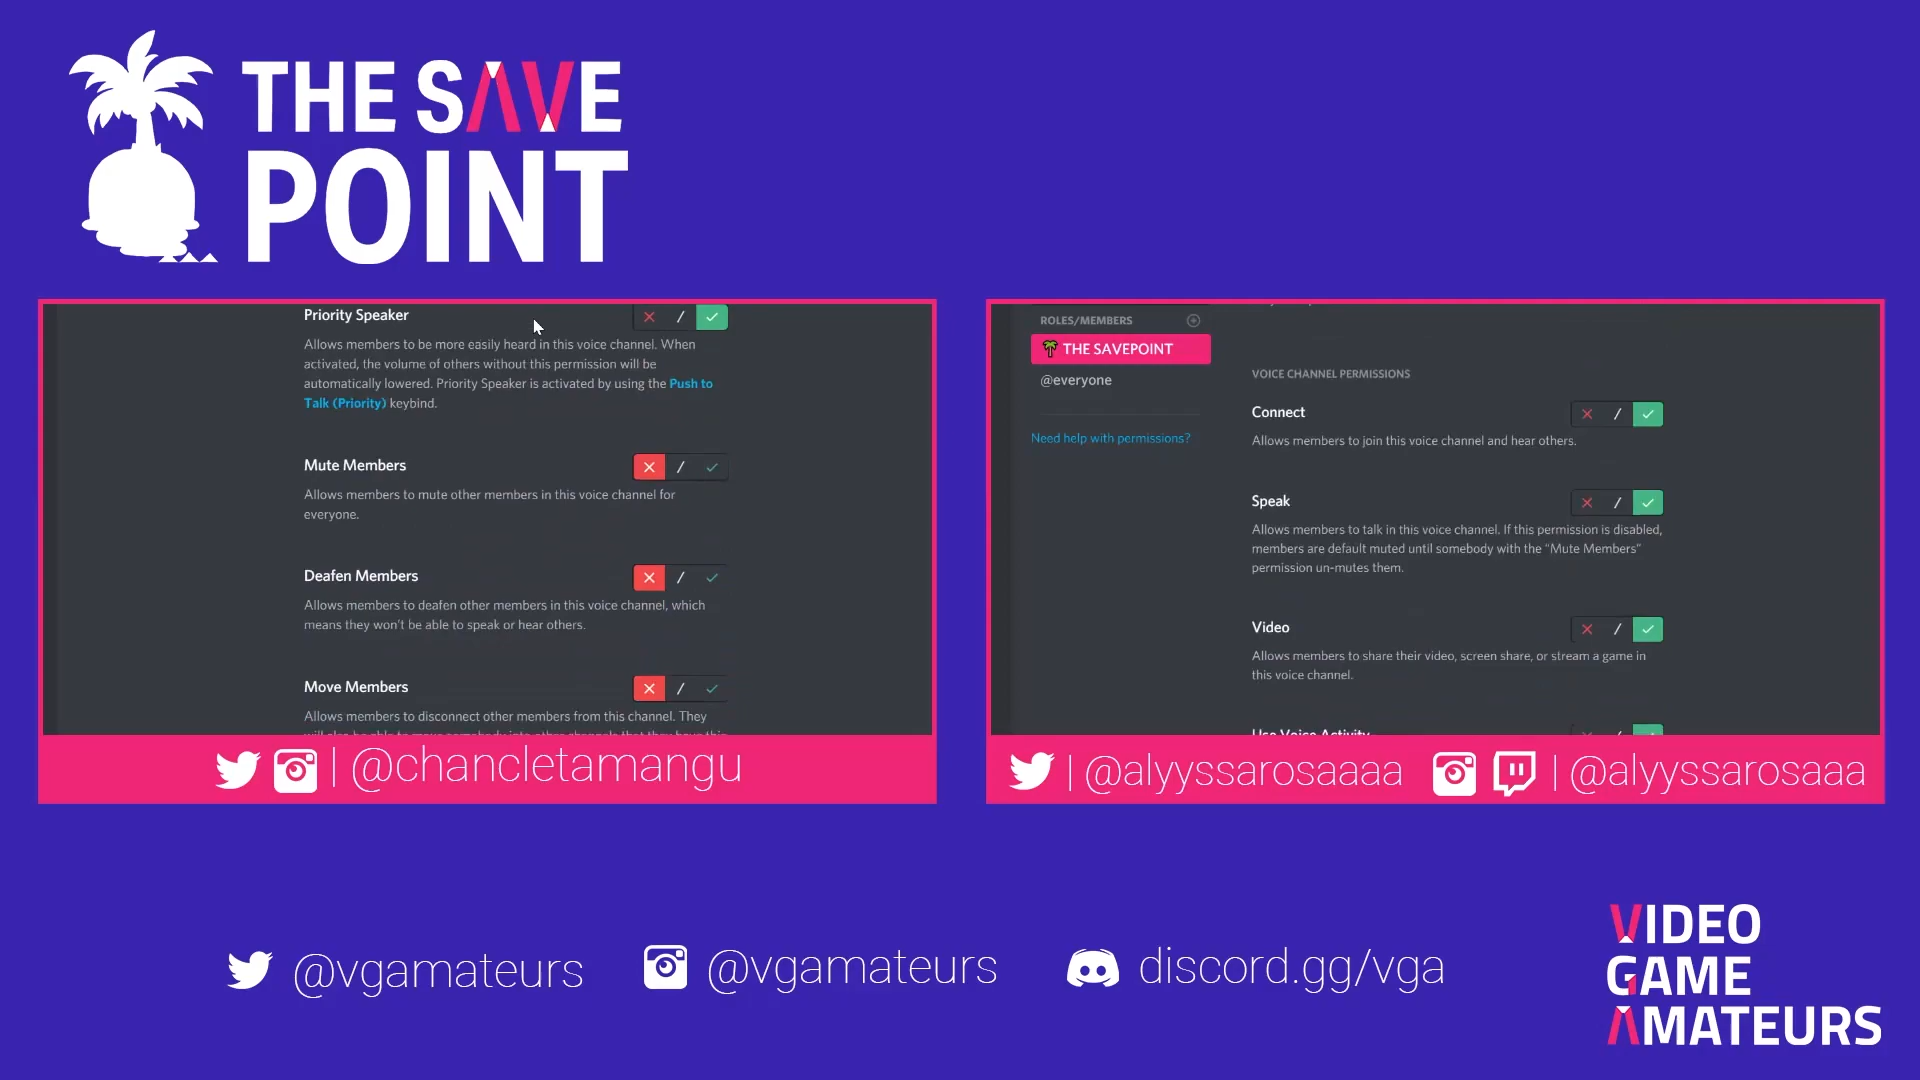 THE SAVE
POINT
Priority Speaker
Allows members to be more easily heard in this voice channel. When
activated, the volume of others without this permission will be
automatically lowered. Priority Speaker is activated by using the Push to
Talk (Priority) keybind.
Mute Members
Allows members to mute other members in this voice channel for
everyone.
Deafen Members
Allows members to deafen other members in this voice channel, which
means they won't be able to speak or hear others.
Move Members
Allows members to disconnect other members from this channel. They
| @chancletamangu
ROLES/MEMBERS
THE SAVEPOINT
@everyone
Need help with permissions?
VOICE CHANNEL PERMISSIONS
Connect
Allows members to join this voice channel and hear others.
Speak
Allows members to talk in this voice channel. If this permission is disabled,
members are default muted until somebody with the "Mute Members"
permission un-mutes them.
Video
Allows members to share their video, screen share, or stream a game in
this voice channel.
Use Voice Activity
| @alyyssarosaaaa
| @alyyssarosaaa
@vgamateurs
@vgamateurs
discord.gg/vga
VIDEO
GAME
AMATEURS